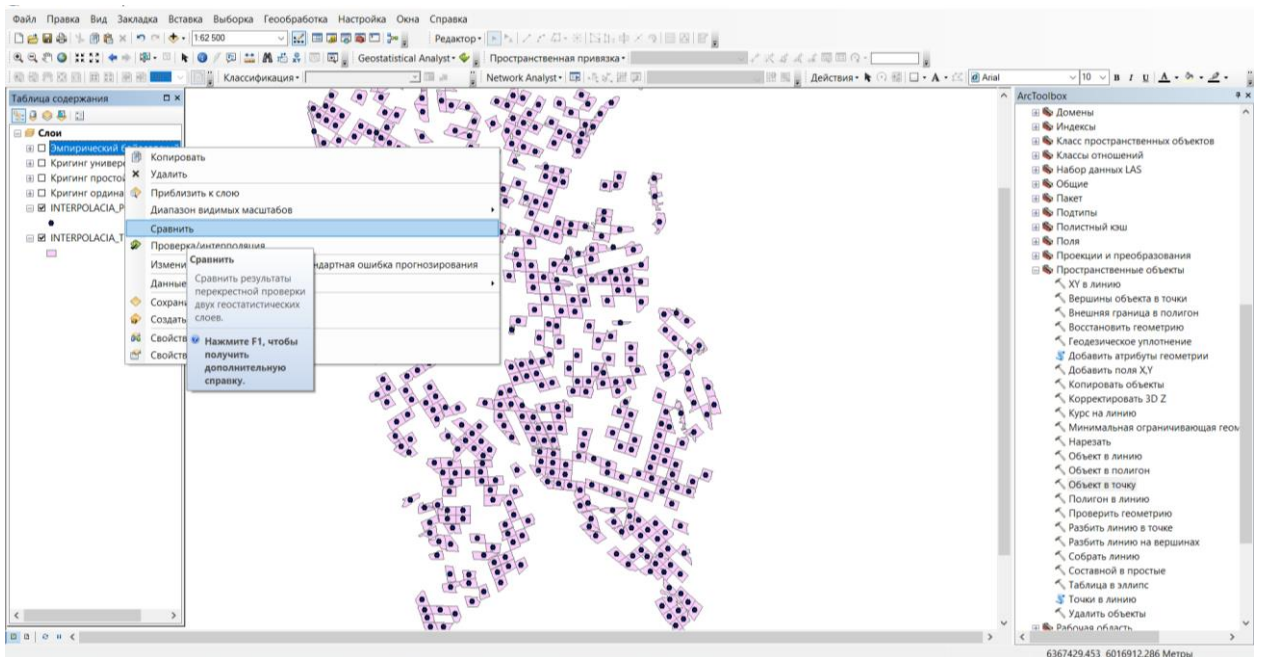 Файл Правка Вид Закладка Вставка Выборка Геообработка Настройка Окна Справка
1:62 500 Редактор
Geostatistical Analyst Пространственная привязка
Классификация Network Analyst Действия A Arial 10 B I U A
Таблица содержания
Слои
Эмпирический
Кригинг
Кригинг
Кригинг
INTERPOLACIA_P
INTERPOLACIA_T
Копировать
Удалить
Приблизить к слою
Диапазон видимых масштабов
Сравнить
Проверка/интерполяция
ндартная ошибка прогнозирования
Данные
Создать
Сравнить
Сравнить результаты
перекрестной проверки
двух геостатистических
слоев.
Нажмите F1, чтобы
получить
дополнительную
справку.
ArcToolbox
Домены
Индексы
Класс пространственных объектов
Классы отношений
Набор данных LAS
Общие
Пакет
Подтипы
Полистный кэш
Поля
Проекции и преобразования
Пространственные объекты
XY в линию
Вершины объекта в точки
Внешняя граница в полигон
Восстановить геометрию
Геодезическое уплотнение
Добавить атрибуты геометрии
Добавить поля X,Y
Копировать объекты
Корректировать 3D Z
Курс на линию
Минимальная ограничивающая геом
Нарезать
Объект в линию
Объект в полигон
Объект в точку
Полигон в линию
Проверить геометрию
Разбить линию в точке
Разбить линию на вершинах
Собрать линию
Составной в простые
Таблица в эллипс
Точки в линию
Удалить объекты
Рабочая область
6367429,453 6016912,286 Метры